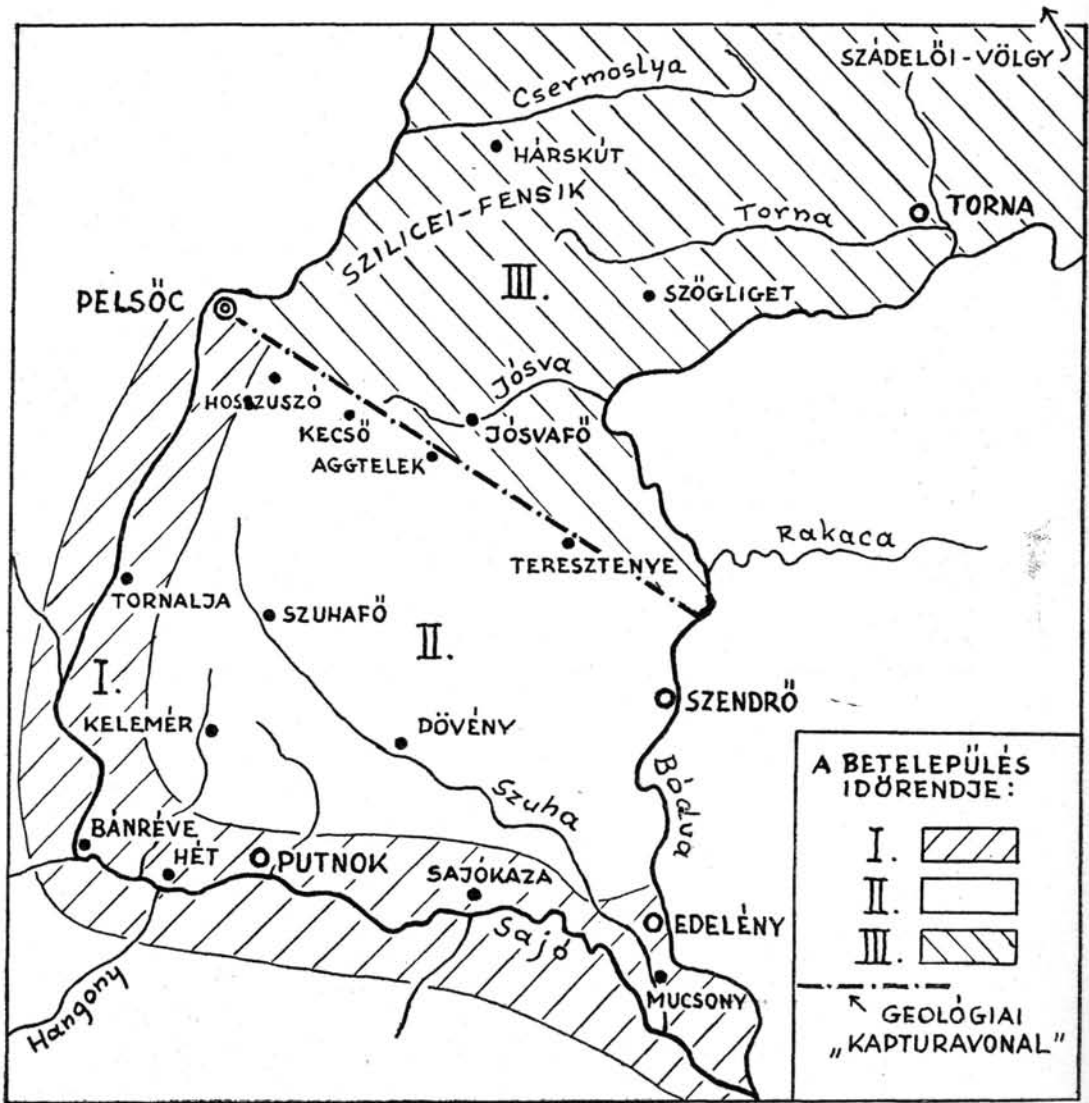 SZÁDELŐI-VÖLGY
Csermoslya
HÁRSKÚT
SZILICEI-FENSIK
Torna
TORNA
III.
SZÖGLIGET
PELSŐC
Jósva
HOSSZUSZÓ
KECSŐ
JÓSVAFŐ
AGGTELEK
Rakaca
TERESZTENYE
TORNALJA
SZUHAFŐ
II.
I.
SZENDRŐ
KELEMÉR
DÖVÉNY
Bódva
Szuha
BÁNRÉVE
HÉT
PUTNOK
SAJÓKAZA
Sajó
EDELÉNY
MUCSONY
Hangony
A BETELEPÜLÉS
IDŐRENDJE:
I.
II.
III.
GEOLÓGIAI
„KAPTURAVONAL"